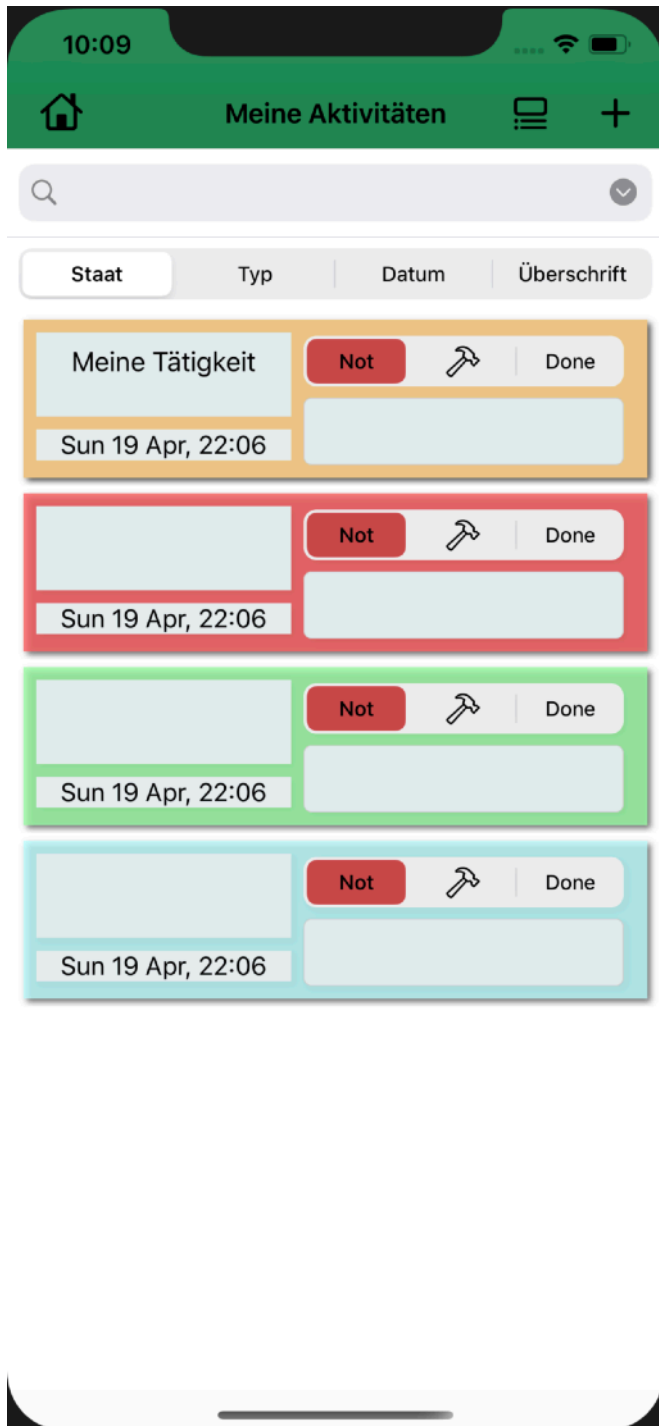 10:09
Meine Aktivitäten
Staat Typ Datum Überschrift
Meine Tätigkeit Not Done
Sun 19 Apr, 22:06
Not Done
Sun 19 Apr, 22:06
Not Done
Sun 19 Apr, 22:06
Not Done
Sun 19 Apr, 22:06